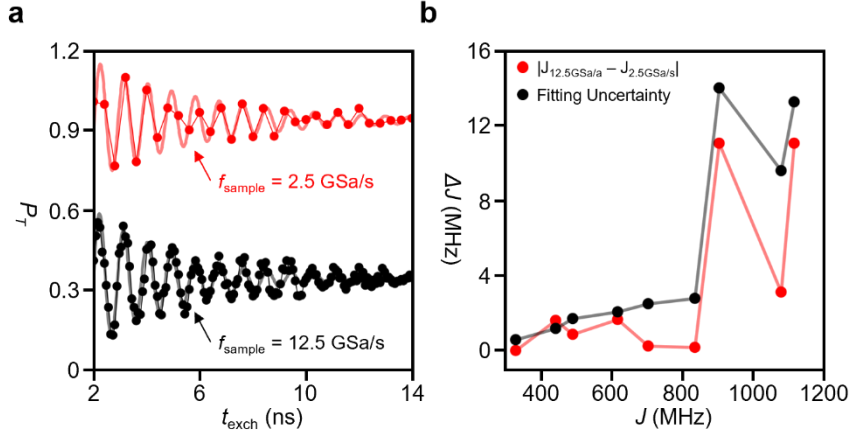 a
1.2
0.9
0.6
0.3
0
P_T
f_sample = 2.5 GSa/s
f_sample = 12.5 GSa/s
2
6
10
14
t_exch (ns)
b
16
12
8
4
0
ΔJ (MHz)
|J_12.5GSa/a – J_2.5GSa/s|
Fitting Uncertainty
400
600
800
1000
1200
J (MHz)